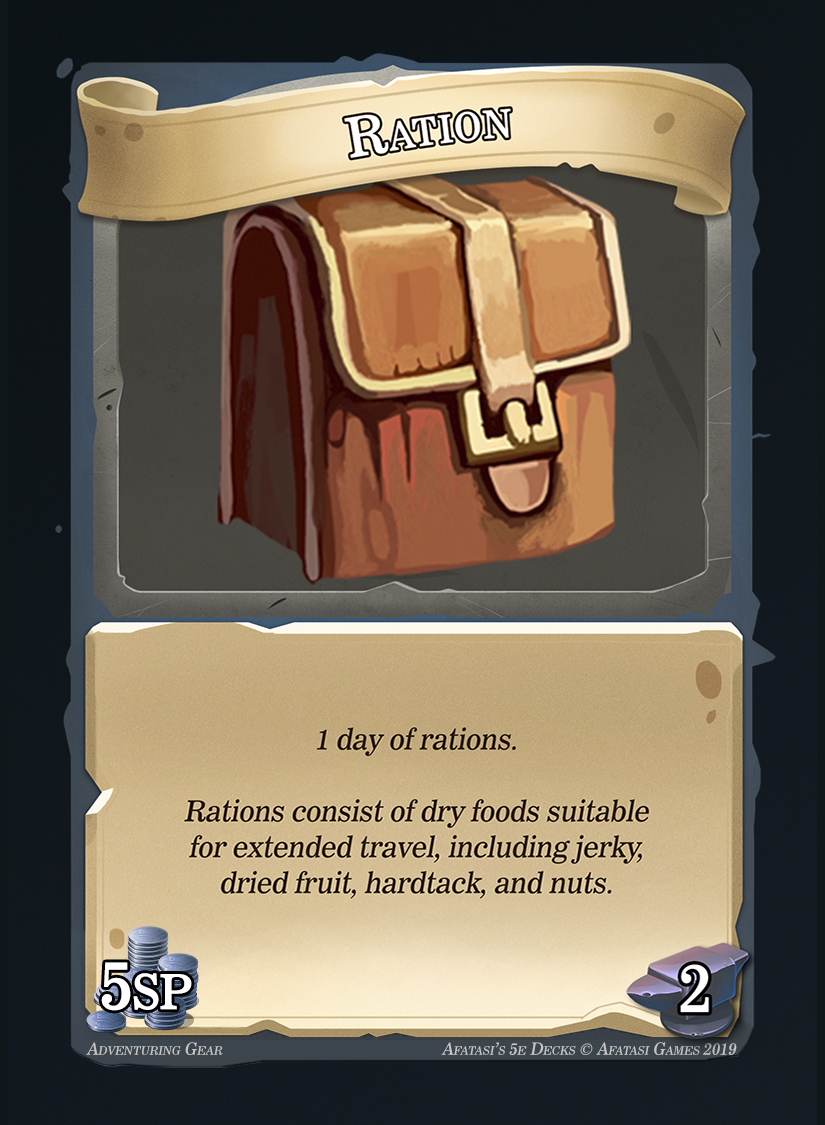 Ration
1 day of rations.
Rations consist of dry foods suitable
for extended travel, including jerky,
dried fruit, hardtack, and nuts.
5SP
2
Adventuring Gear
Afatasi's 5e Decks © Afatasi Games 2019